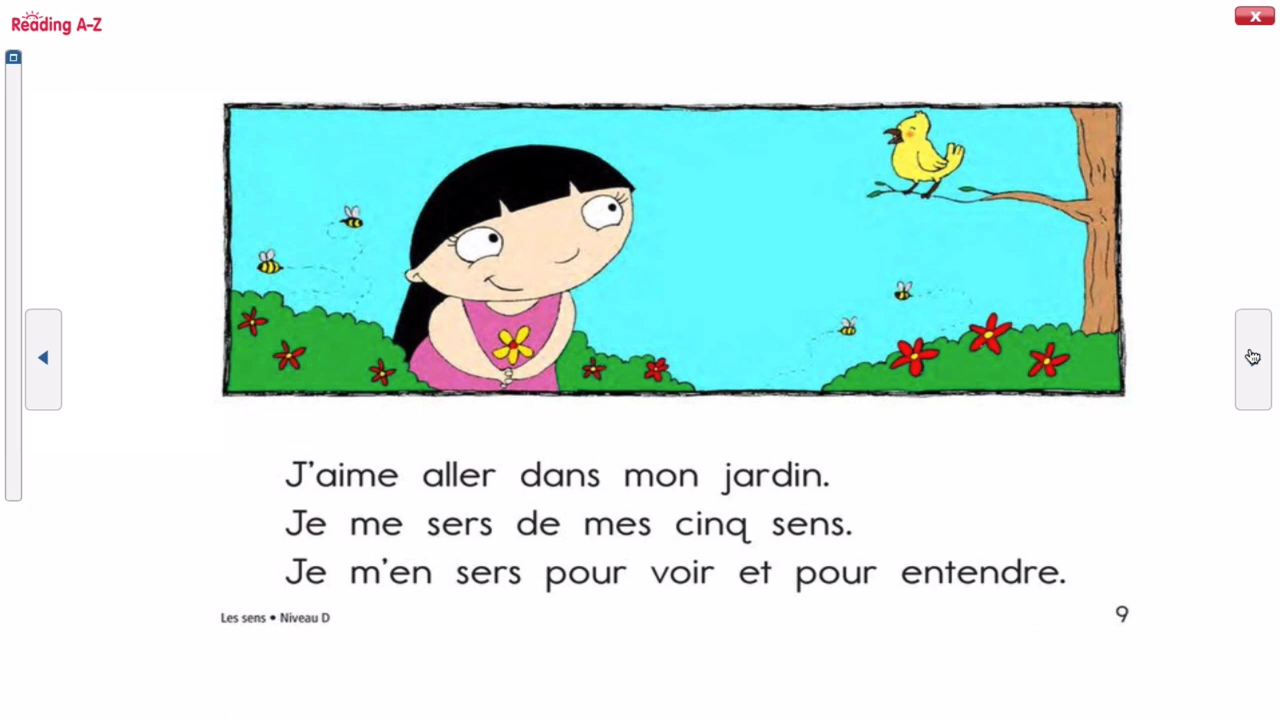 Reading A-Z
J'aime aller dans mon jardin.
Je me sers de mes cinq sens.
Je m'en sers pour voir et pour entendre.
Les sens • Niveau D
9